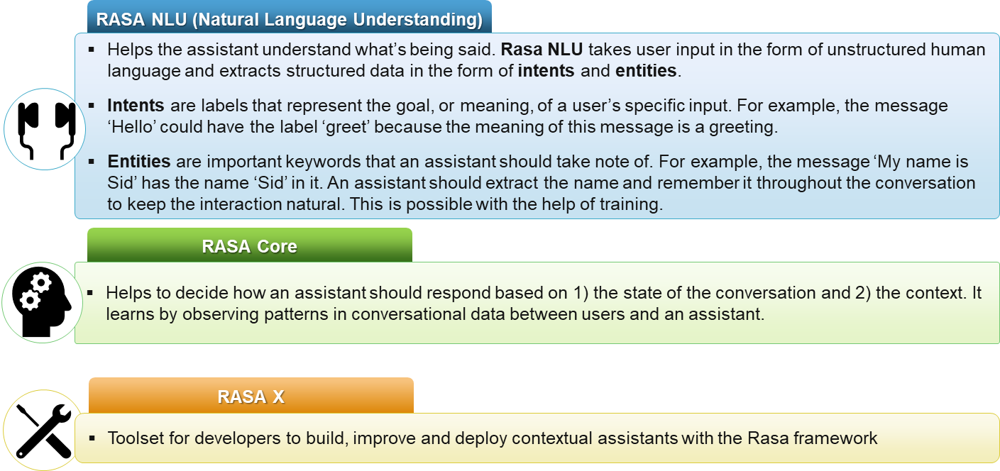 RASA NLU (Natural Language Understanding)
▪ Helps the assistant understand what’s being said. Rasa NLU takes user input in the form of unstructured human
language and extracts structured data in the form of intents and entities.
▪ Intents are labels that represent the goal, or meaning, of a user’s specific input. For example, the message
‘Hello’ could have the label ‘greet’ because the meaning of this message is a greeting.
▪ Entities are important keywords that an assistant should take note of. For example, the message ‘My name is
Sid’ has the name ‘Sid’ in it. An assistant should extract the name and remember it throughout the conversation
to keep the interaction natural. This is possible with the help of training.
RASA Core
▪ Helps to decide how an assistant should respond based on 1) the state of the conversation and 2) the context. It
learns by observing patterns in conversational data between users and an assistant.
RASA X
▪ Toolset for developers to build, improve and deploy contextual assistants with the Rasa framework